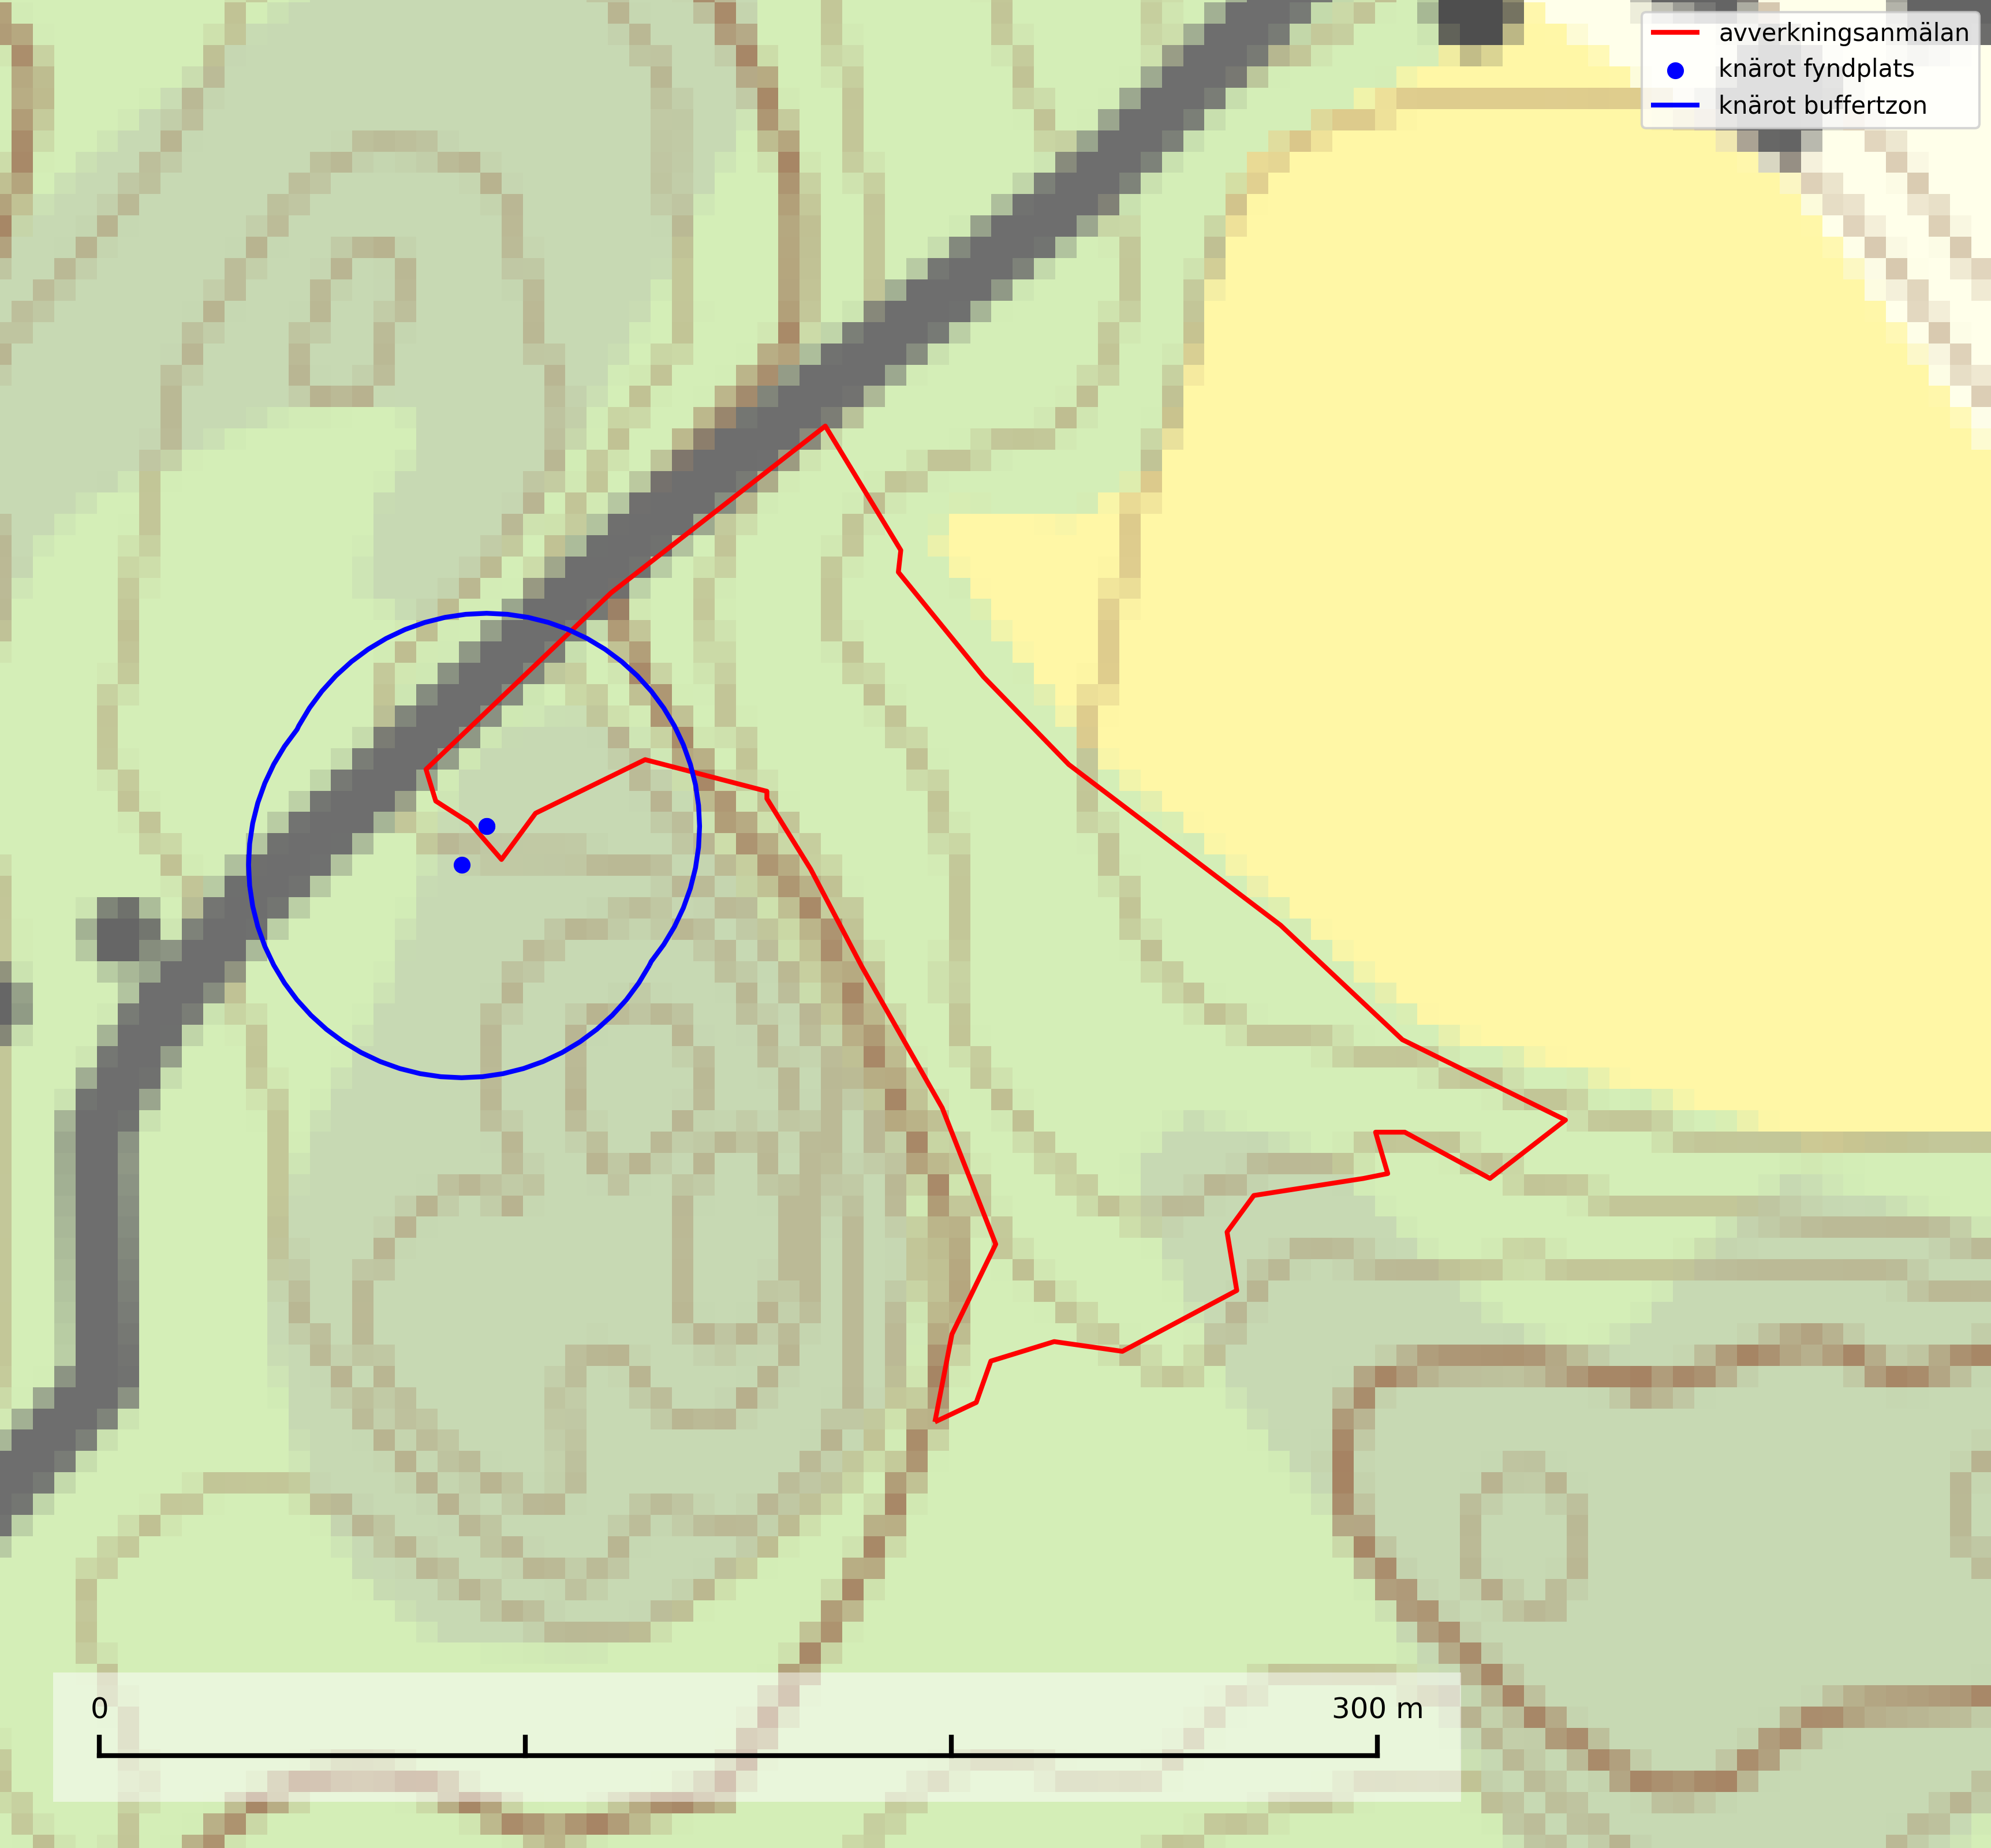 avverkningsanmälan
knärot fyndplats
knärot buffertzon
0 300 m